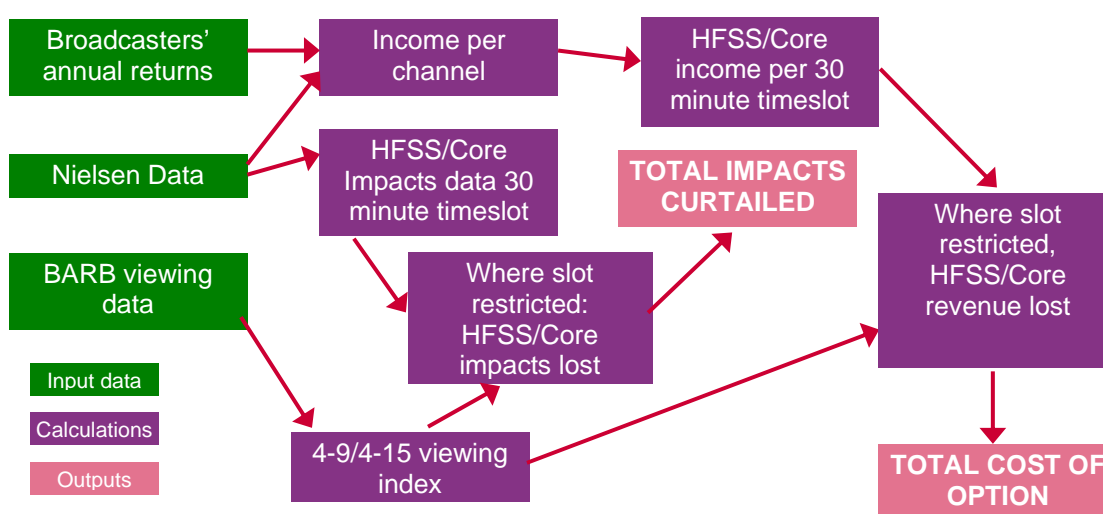 Broadcasters’
annual returns
Income per
channel
HFSS/Core
income per 30
minute timeslot
Nielsen Data
HFSS/Core
Impacts data 30
minute timeslot
TOTAL IMPACTS
CURTAILED
Where slot
restricted,
HFSS/Core
revenue lost
BARB viewing
data
Where slot
restricted:
HFSS/Core
impacts lost
Input data
Calculations
Outputs
4-9/4-15 viewing
index
TOTAL COST OF
OPTION